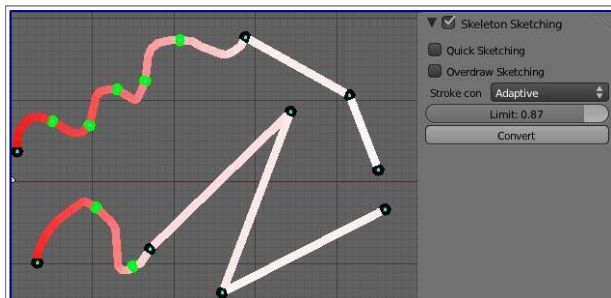 Skeleton Sketching
Quick Sketching
Overdraw Sketching
Stroke con Adaptive
Limit: 0.87
Convert